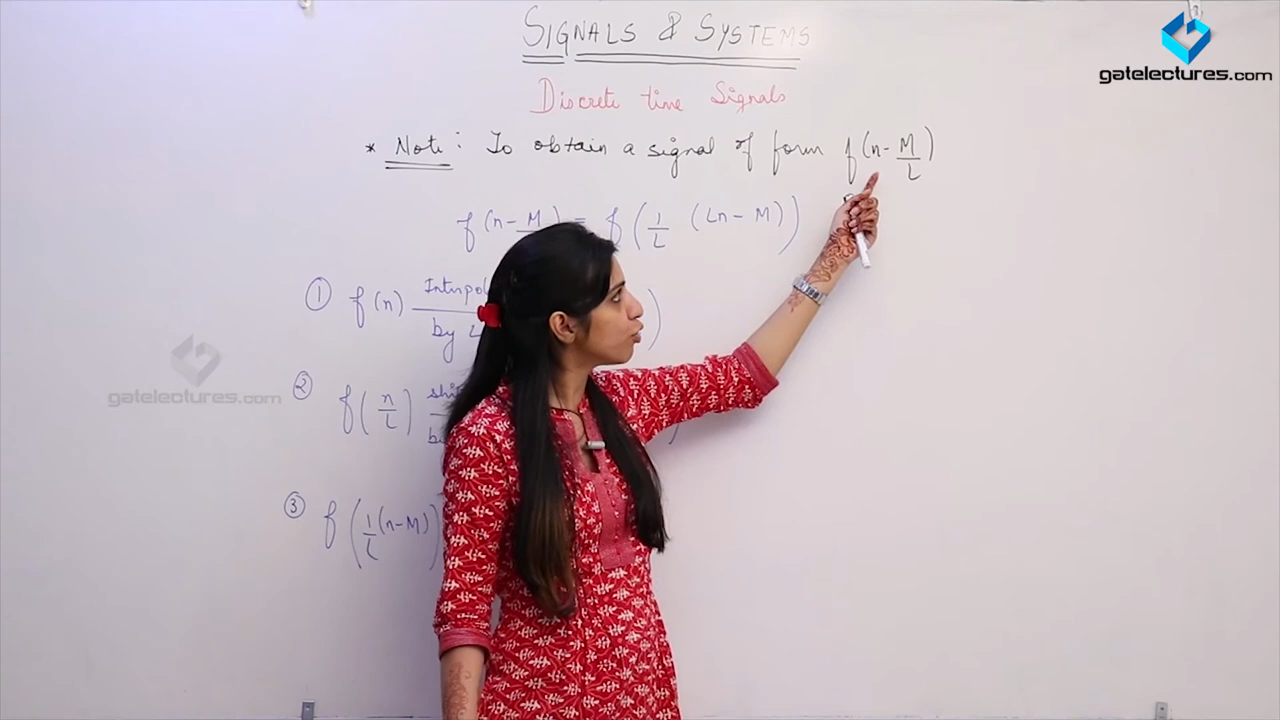 SIGNALS & SYSTEMS
gatelectures.com
Discrete time Signals
* Note : To obtain a signal of form f(n - M/L)
f(n - M/L) = f(1/L (Ln - M))
① f(n) by L )
gatelectures.com
② f(n/L)
③ f(1/L (n-M))